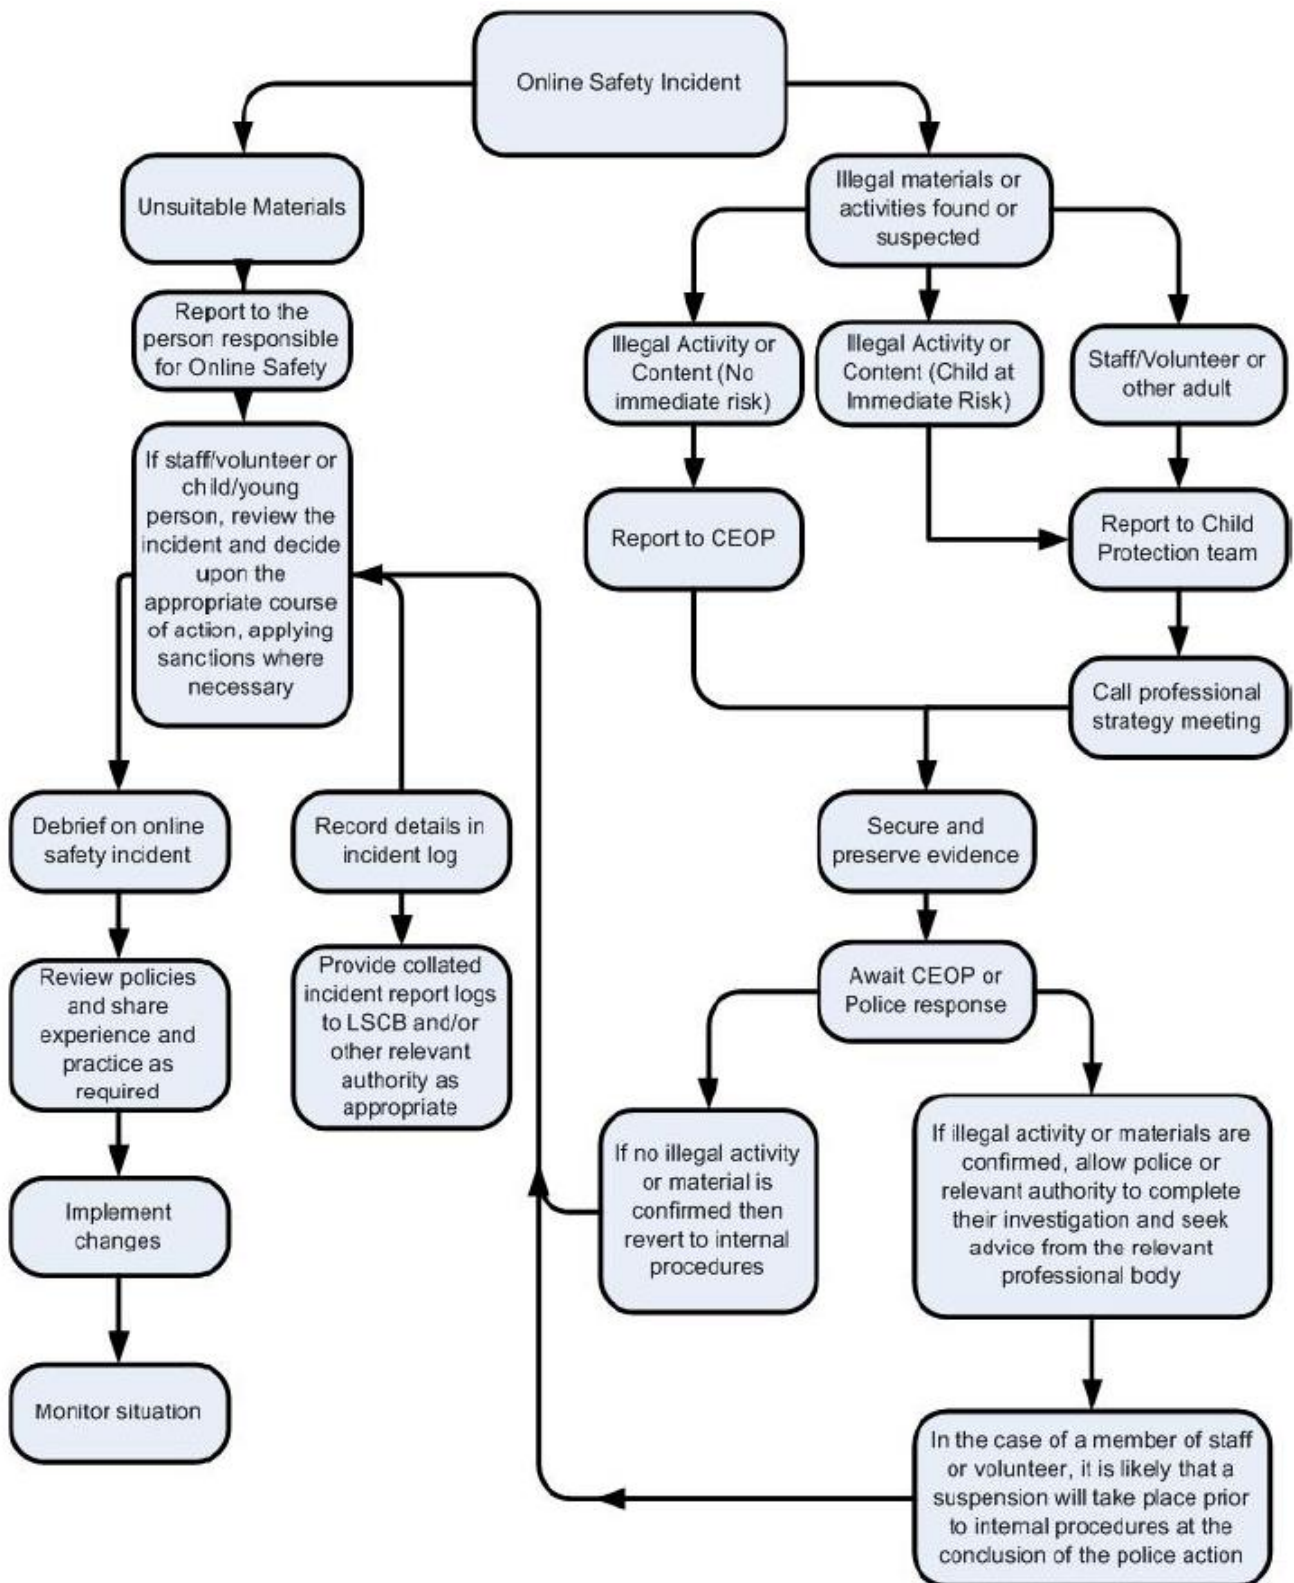 Online Safety Incident
Unsuitable Materials
Illegal materials or
activities found or
suspected
Report to the
person responsible
for Online Safety
Illegal Activity or
Content (No
immediate risk)
Illegal Activity or
Content (Child at
Immediate Risk)
Staff/Volunteer or
other adult
If staff/volunteer or
child/young
person, review the
incident and decide
upon the
appropriate course
of action, applying
sanctions where
necessary
Report to CEOP
Report to Child
Protection team
Call professional
strategy meeting
Debrief on online
safety incident
Record details in
incident log
Secure and
preserve evidence
Review policies
and share
experience and
practice as
required
Provide collated
incident report logs
to LSCB and/or
other relevant
authority as
appropriate
Await CEOP or
Police response
If no illegal activity
or material is
confirmed then
revert to internal
procedures
If illegal activity or materials are
confirmed, allow police or
relevant authority to complete
their investigation and seek
advice from the relevant
professional body
Implement
changes
Monitor situation
In the case of a member of staff
or volunteer, it is likely that a
suspension will take place prior
to internal procedures at the
conclusion of the police action